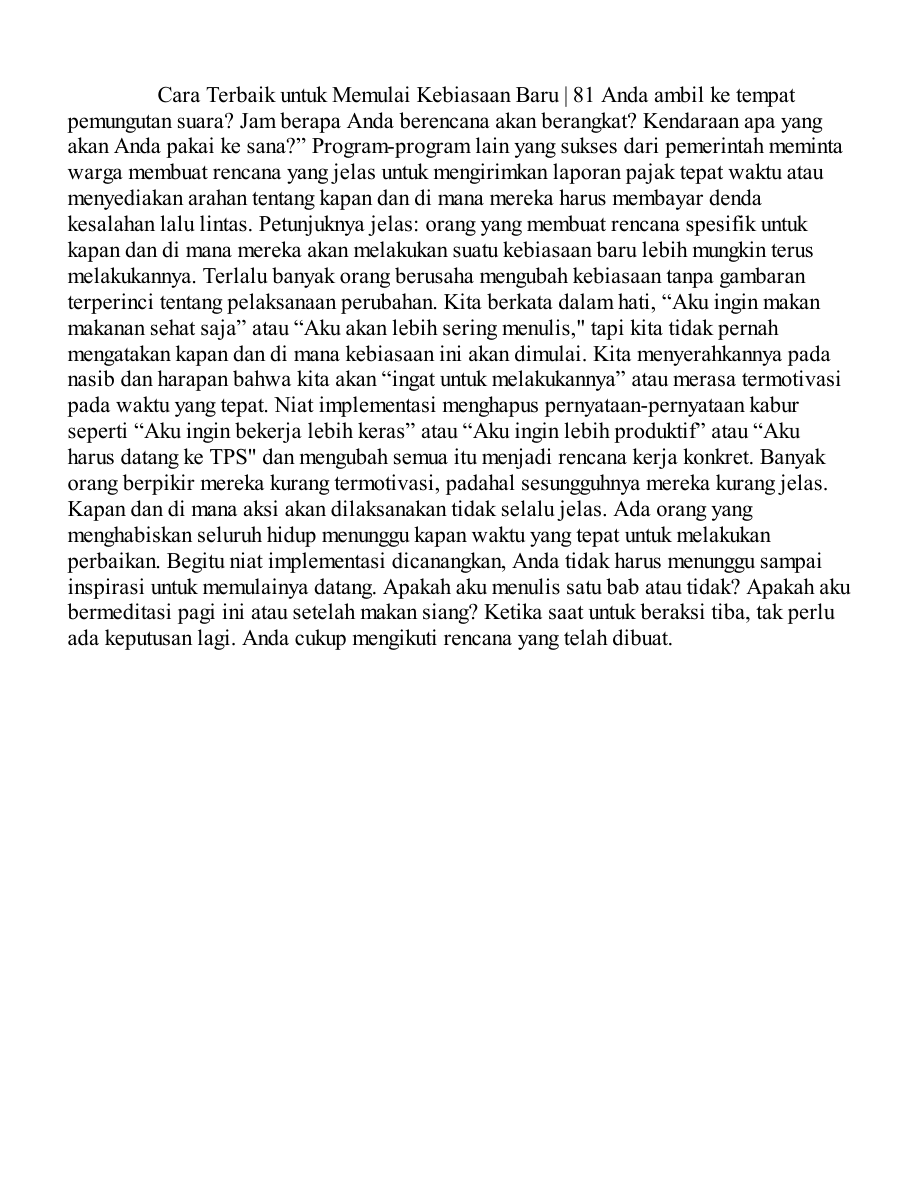 Cara Terbaik untuk Memulai Kebiasaan Baru | 81 Anda ambil ke tempat
pemungutan suara? Jam berapa Anda berencana akan berangkat? Kendaraan apa yang
akan Anda pakai ke sana?” Program-program lain yang sukses dari pemerintah meminta
warga membuat rencana yang jelas untuk mengirimkan laporan pajak tepat waktu atau
menyediakan arahan tentang kapan dan di mana mereka harus membayar denda
kesalahan lalu lintas. Petunjuknya jelas: orang yang membuat rencana spesifik untuk
kapan dan di mana mereka akan melakukan suatu kebiasaan baru lebih mungkin terus
melakukannya. Terlalu banyak orang berusaha mengubah kebiasaan tanpa gambaran
terperinci tentang pelaksanaan perubahan. Kita berkata dalam hati, “Aku ingin makan
makanan sehat saja” atau “Aku akan lebih sering menulis," tapi kita tidak pernah
mengatakan kapan dan di mana kebiasaan ini akan dimulai. Kita menyerahkannya pada
nasib dan harapan bahwa kita akan “ingat untuk melakukannya” atau merasa termotivasi
pada waktu yang tepat. Niat implementasi menghapus pernyataan-pernyataan kabur
seperti “Aku ingin bekerja lebih keras” atau “Aku ingin lebih produktif” atau “Aku
harus datang ke TPS" dan mengubah semua itu menjadi rencana kerja konkret. Banyak
orang berpikir mereka kurang termotivasi, padahal sesungguhnya mereka kurang jelas.
Kapan dan di mana aksi akan dilaksanakan tidak selalu jelas. Ada orang yang
menghabiskan seluruh hidup menunggu kapan waktu yang tepat untuk melakukan
perbaikan. Begitu niat implementasi dicanangkan, Anda tidak harus menunggu sampai
inspirasi untuk memulainya datang. Apakah aku menulis satu bab atau tidak? Apakah aku
bermeditasi pagi ini atau setelah makan siang? Ketika saat untuk beraksi tiba, tak perlu
ada keputusan lagi. Anda cukup mengikuti rencana yang telah dibuat.